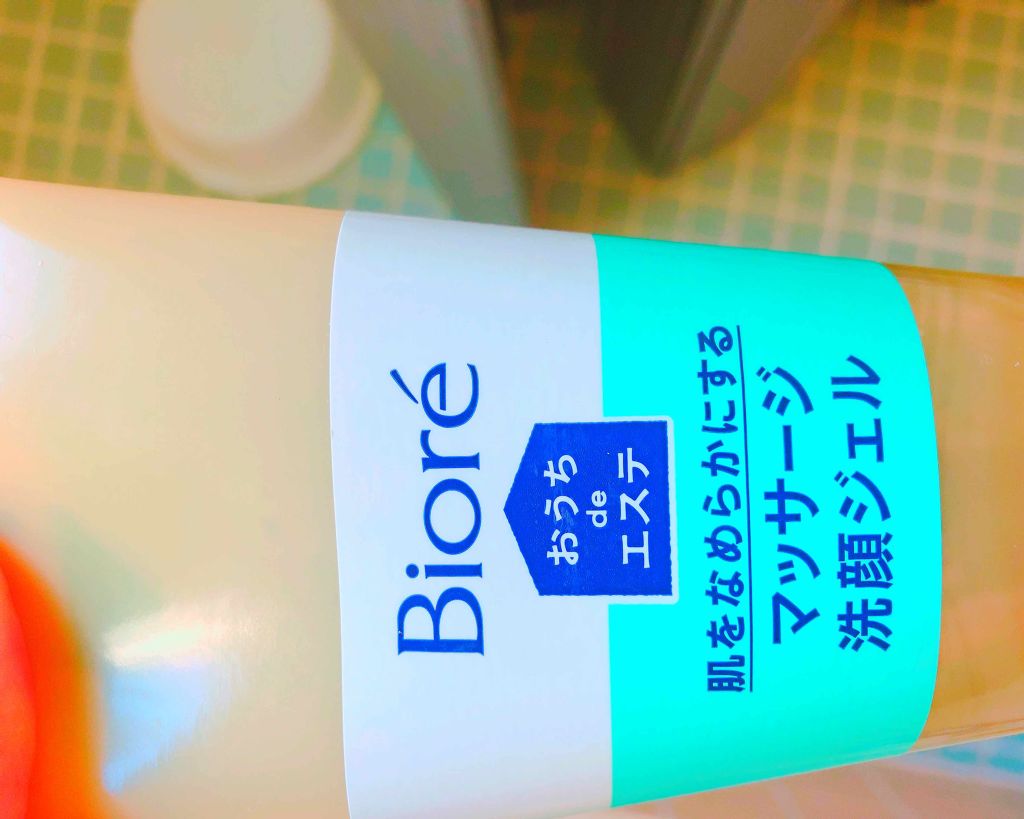 Bioré
おうち
de
エステ
肌をなめらかにする
マッサージ
洗顔ジェル